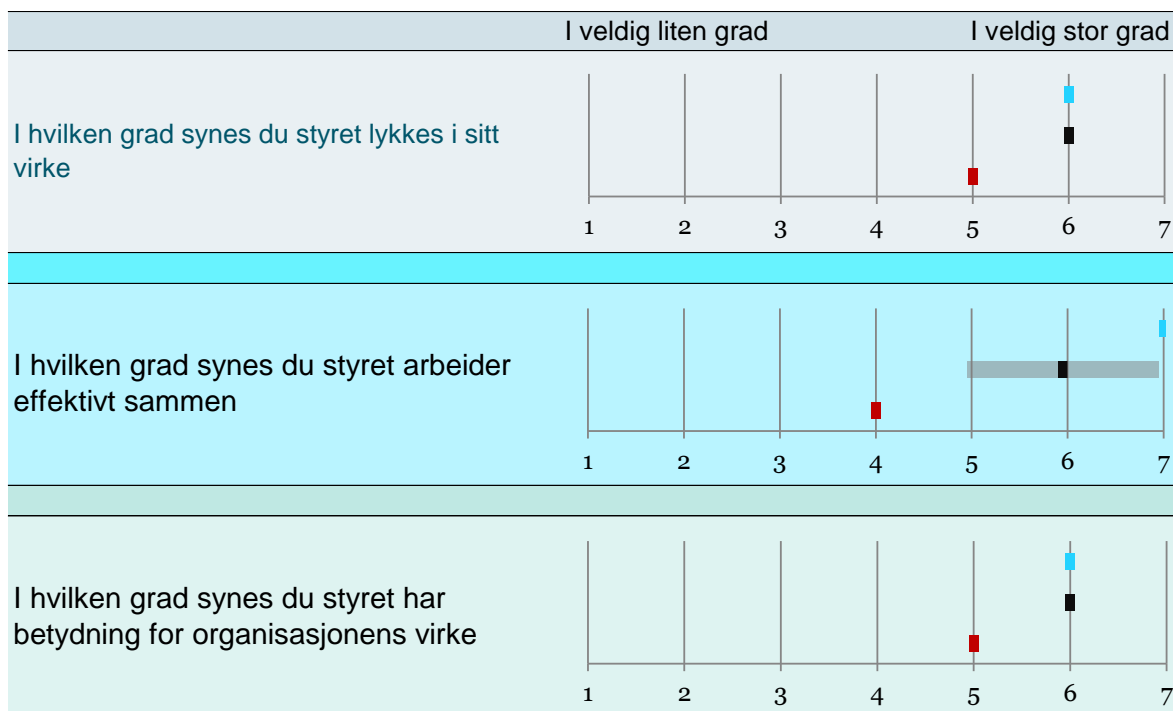 I veldig liten grad I veldig stor grad
I hvilken grad synes du styret lykkes i sitt
virke
1 2 3 4 5 6 7
I hvilken grad synes du styret arbeider
effektivt sammen
1 2 3 4 5 6 7
I hvilken grad synes du styret har
betydning for organisasjonens virke
1 2 3 4 5 6 7